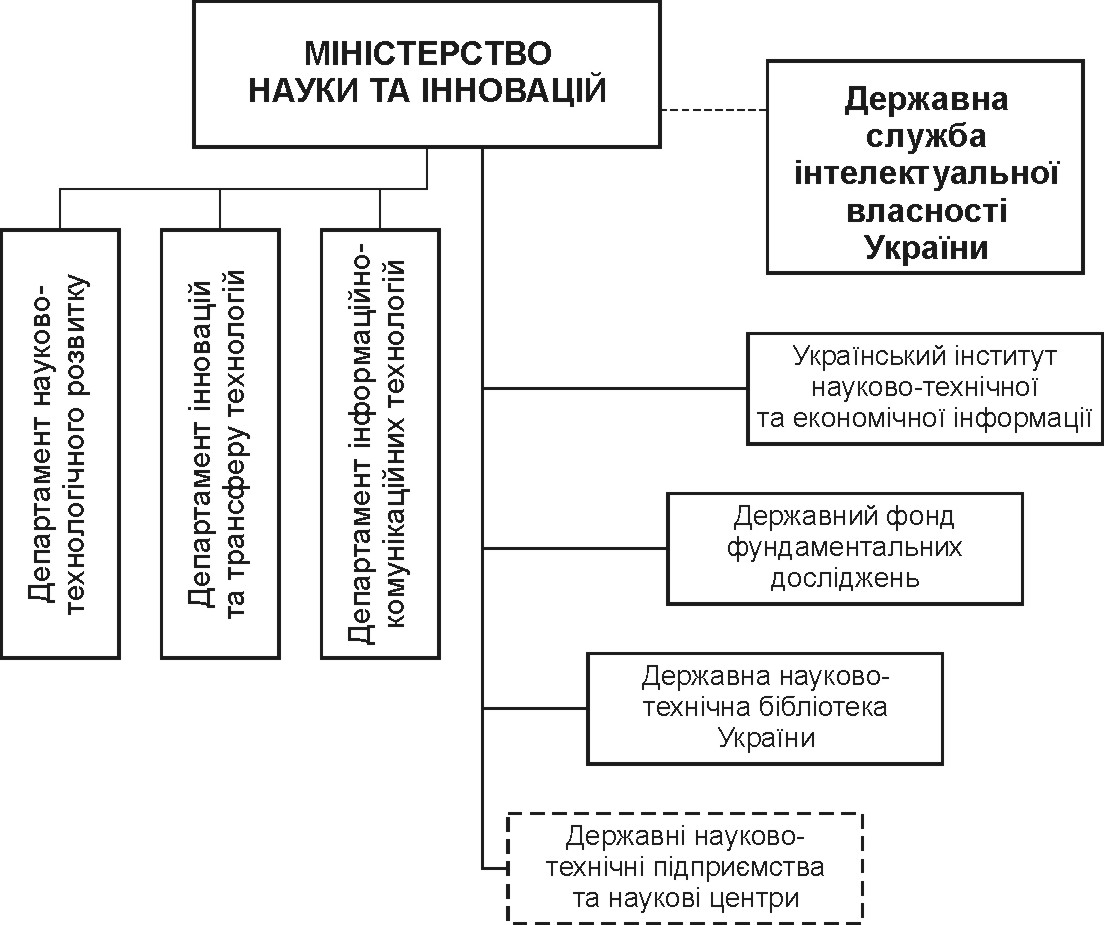 МІНІСТЕРСТВО
НАУКИ ТА ІННОВАЦІЙ
Державна
служба
інтелектуальної
власності
України
Департамент науково-
технологічного розвитку
Департамент інновацій
та трансферу технологій
Департамент інформаційно-
комунікаційних технологій
Український інститут
науково-технічної
та економічної інформації
Державний фонд
фундаментальних
досліджень
Державна науково-
технічна бібліотека
України
Державні науково-
технічні підприємства
та наукові центри